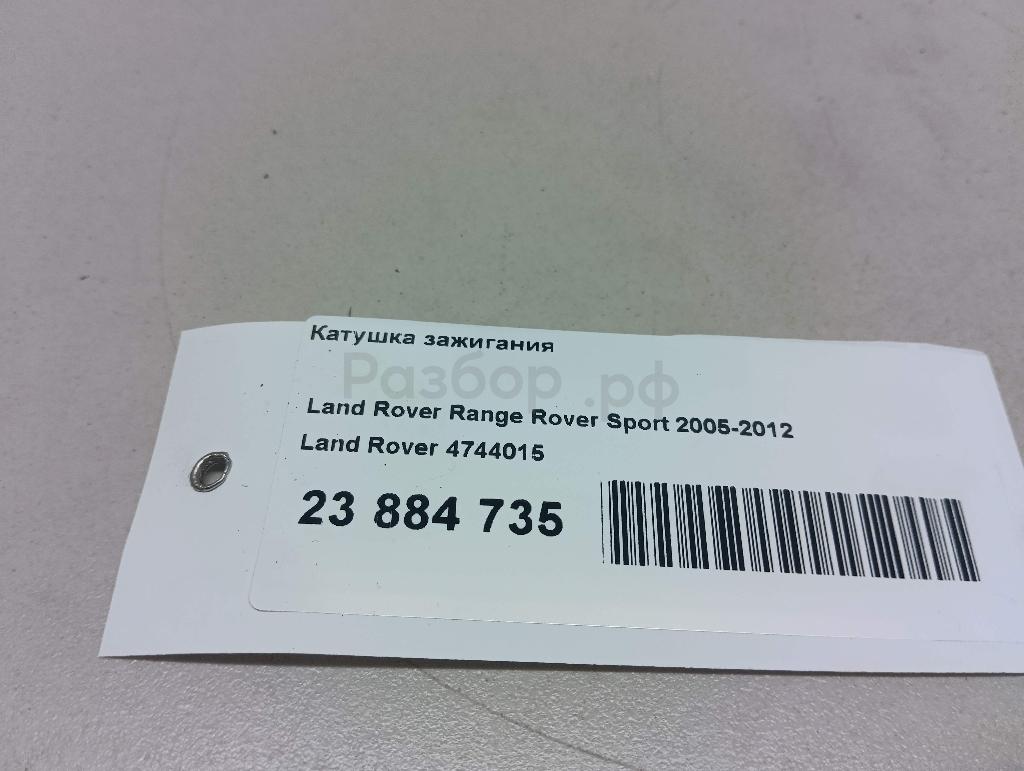 Катушка зажигания
Разбор.рф
Land Rover Range Rover Sport 2005-2012
Land Rover 4744015
23 884 735